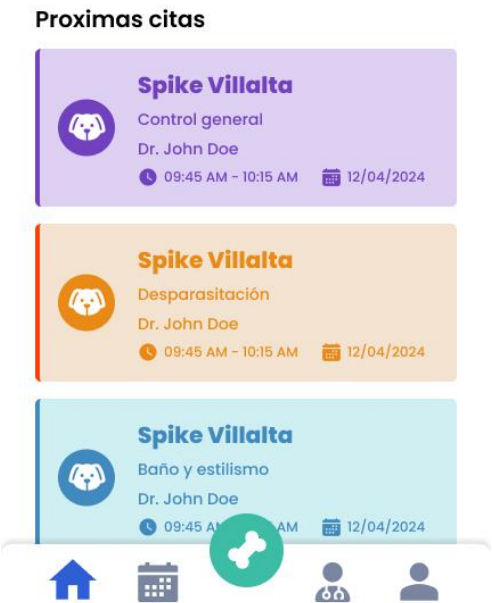 Proximas citas
Spike Villalta
Control general
Dr. John Doe
09:45 AM - 10:15 AM 12/04/2024
Spike Villalta
Desparasitación
Dr. John Doe
09:45 AM - 10:15 AM 12/04/2024
Spike Villalta
Baño y estilismo
Dr. John Doe
09:45 AM 12/04/2024